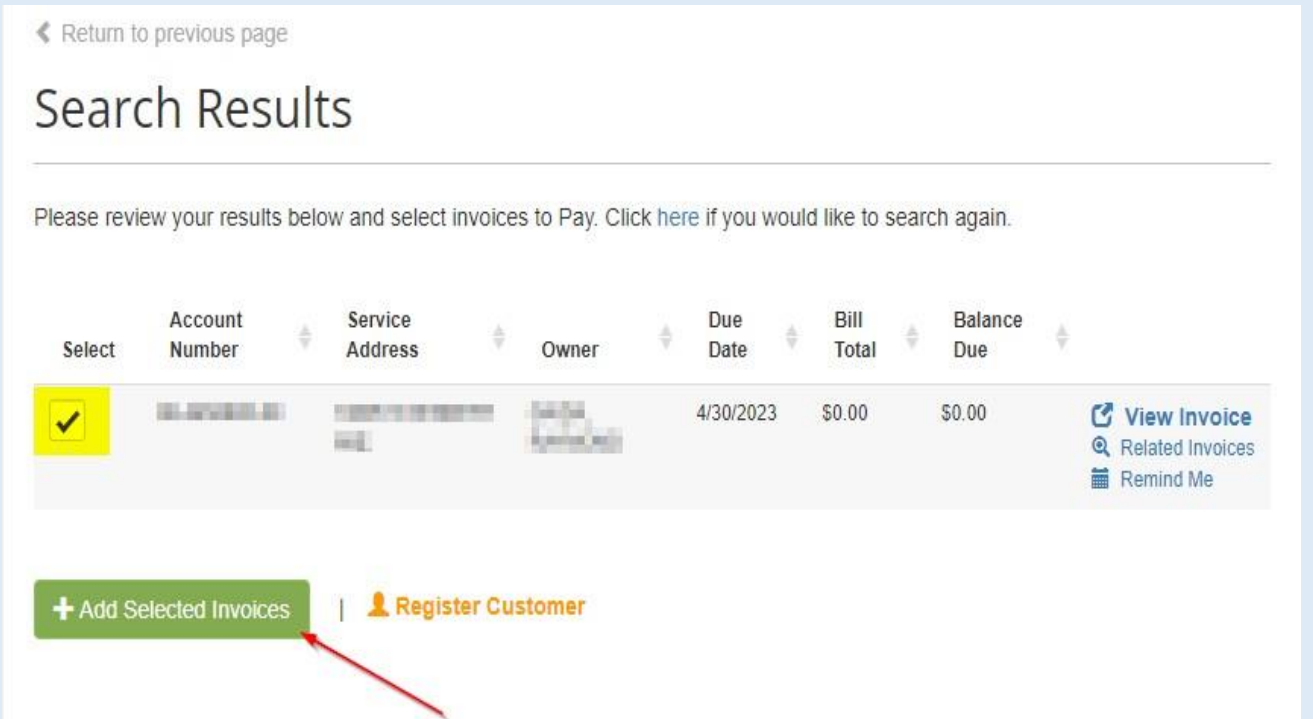 Return to previous page
Search Results
Please review your results below and select invoices to Pay. Click here if you would like to search again.
Select Account Number Service Address Owner Due Date Bill Total Balance Due
4/30/2023 $0.00 $0.00 View Invoice
Related Invoices
Remind Me
+ Add Selected Invoices | Register Customer